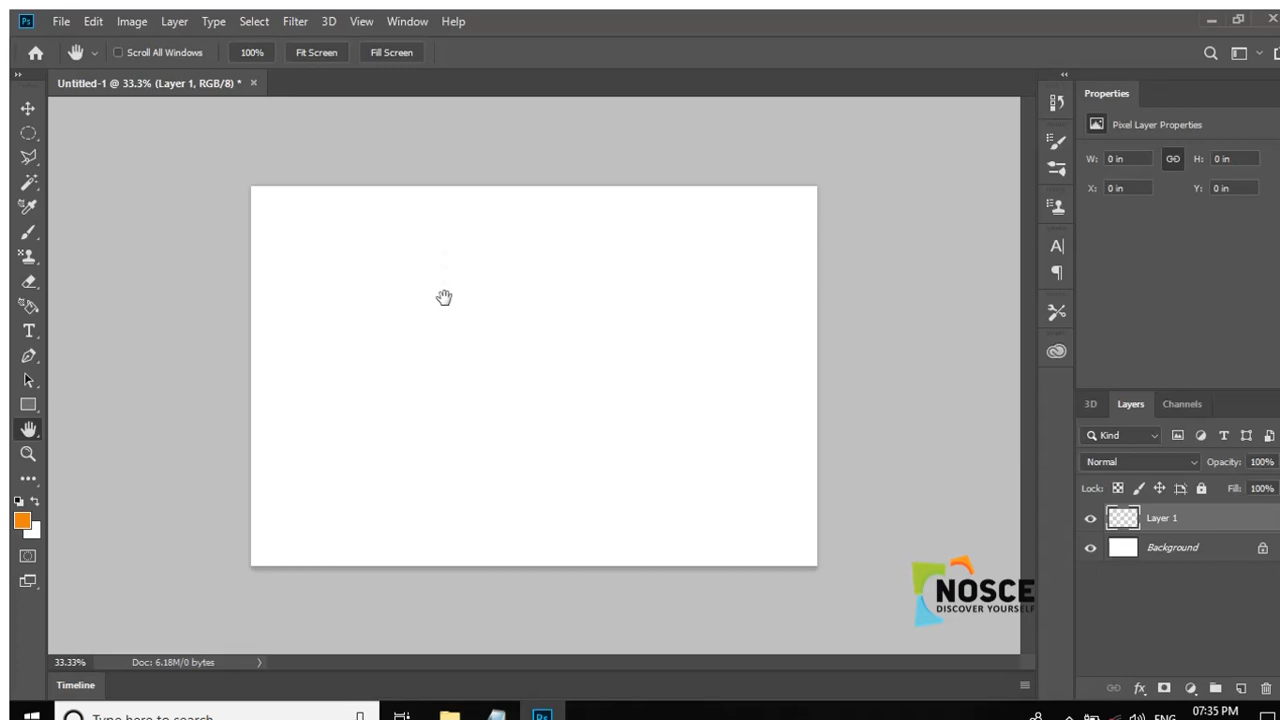 Ps File Edit Image Layer Type Select Filter 3D View Window Help
Scroll All Windows 100% Fit Screen Fill Screen
Untitled-1 @ 33.3% (Layer 1, RGB/8) *
Properties
Pixel Layer Properties
W: 0 in H: 0 in
X: 0 in Y: 0 in
3D Layers Channels
Kind
Normal Opacity: 100%
Lock: Fill: 100%
Layer 1
Background
NOSCE
DISCOVER YOURSELF
33.33% Doc: 6.18M/0 bytes
Timeline
Type here to search Ps ENG 07:35 PM